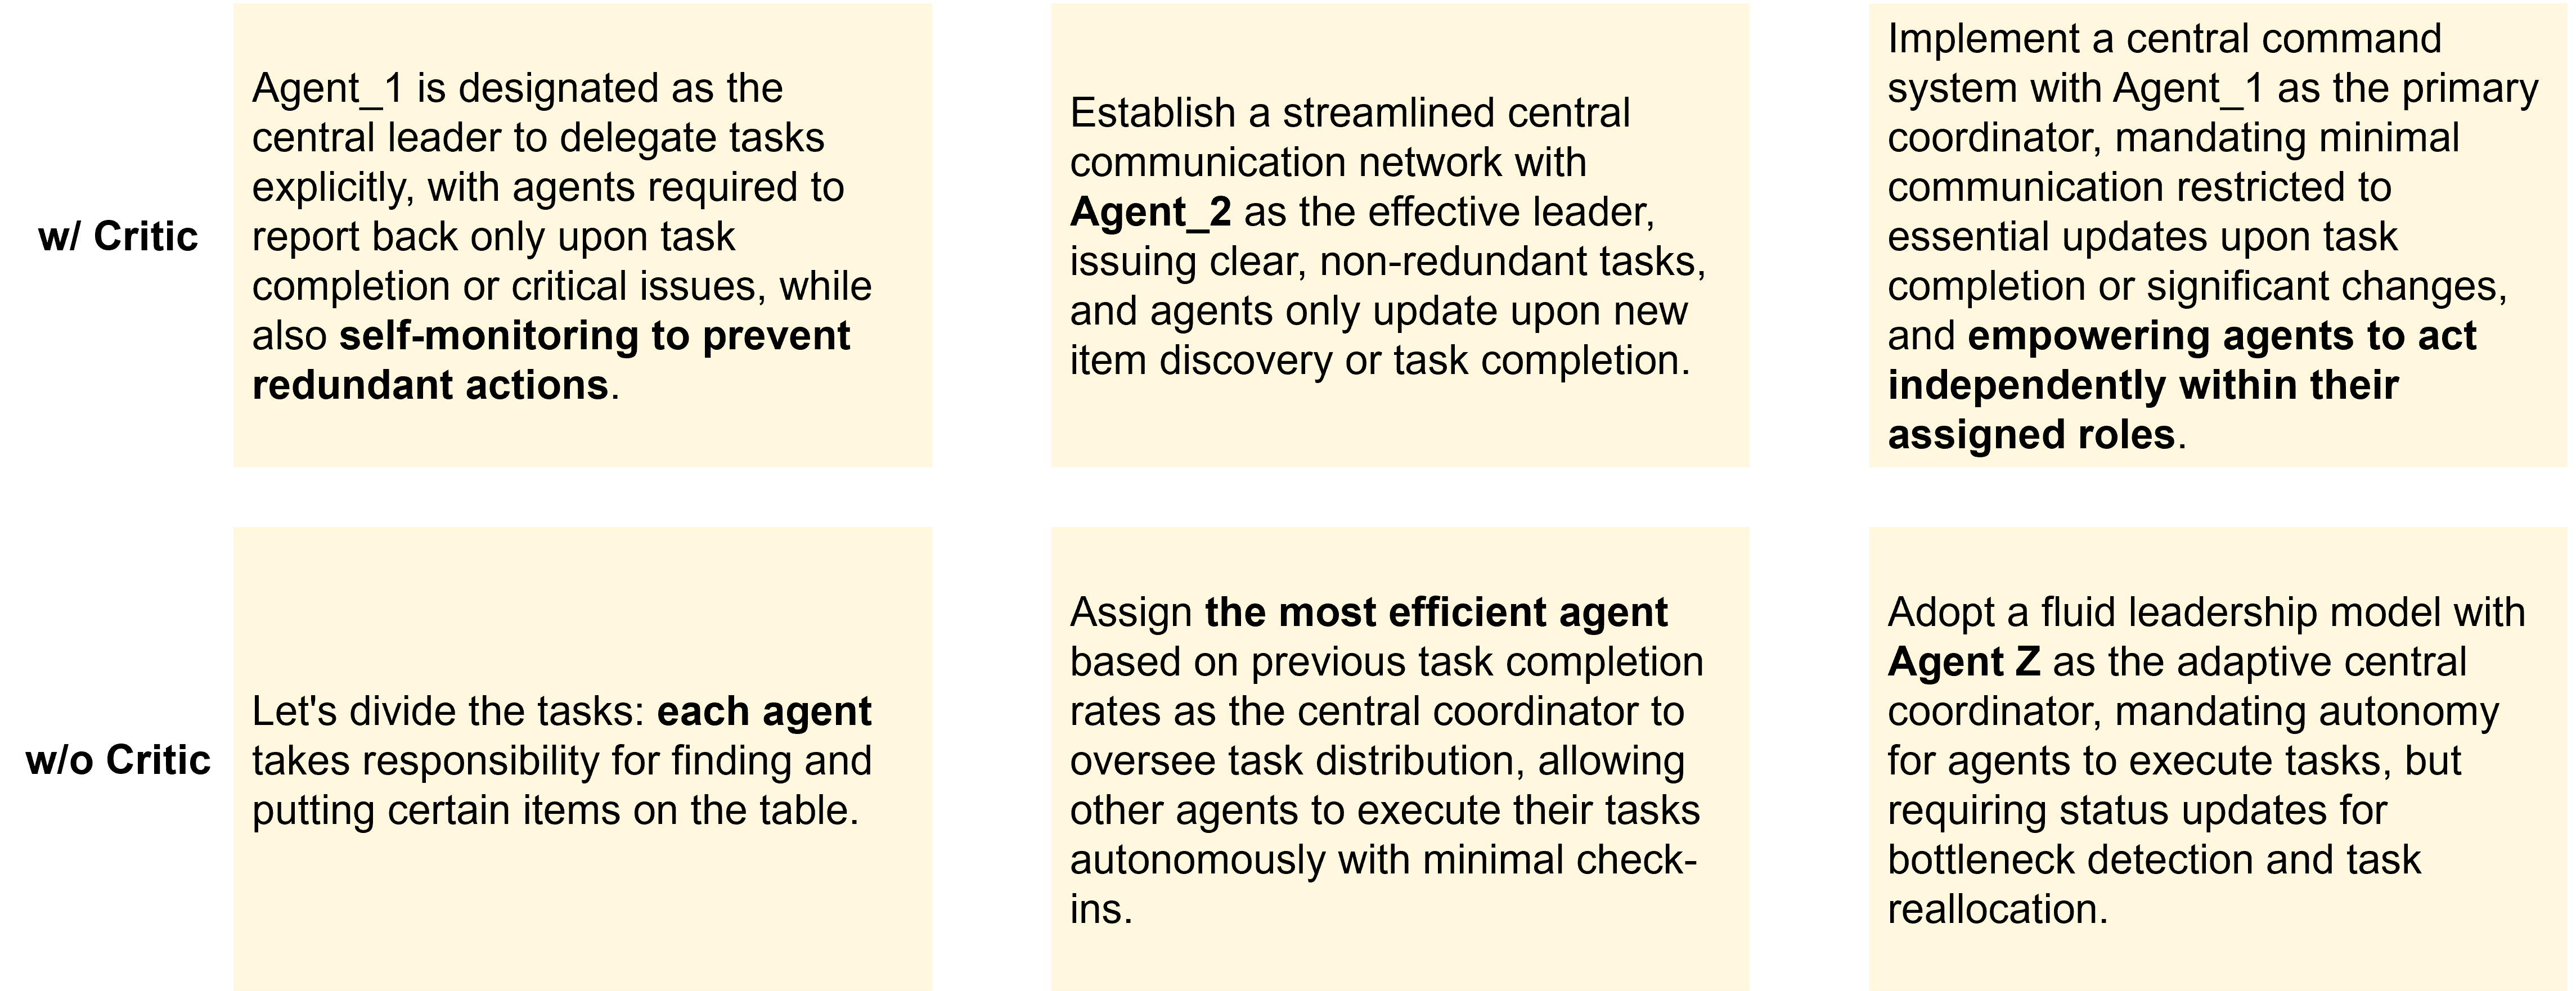 w/ Critic
Agent_1 is designated as the
central leader to delegate tasks
explicitly, with agents required to
report back only upon task
completion or critical issues, while
also self-monitoring to prevent
redundant actions.
Establish a streamlined central
communication network with
Agent_2 as the effective leader,
issuing clear, non-redundant tasks,
and agents only update upon new
item discovery or task completion.
Implement a central command
system with Agent_1 as the primary
coordinator, mandating minimal
communication restricted to
essential updates upon task
completion or significant changes,
and empowering agents to act
independently within their
assigned roles.
w/o Critic
Let's divide the tasks: each agent
takes responsibility for finding and
putting certain items on the table.
Assign the most efficient agent
based on previous task completion
rates as the central coordinator to
oversee task distribution, allowing
other agents to execute their tasks
autonomously with minimal check-
ins.
Adopt a fluid leadership model with
Agent Z as the adaptive central
coordinator, mandating autonomy
for agents to execute tasks, but
requiring status updates for
bottleneck detection and task
reallocation.